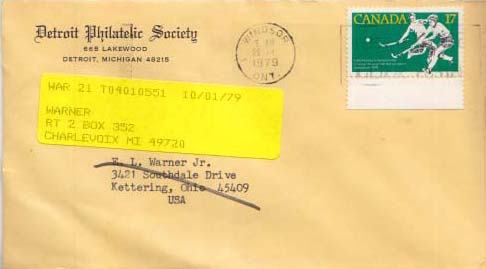 Detroit Philatelic Society
668 LAKEWOOD
DETROIT, MICHIGAN 48215
WINDSOR
1979
ONT.
CANADA 17
WAR 21 T04010551 10/01/79
WARNER
RT 2 BOX 352
CHARLEVOIX MI 49720
E. L. Warner Jr.
3421 Southdale Drive
Kettering, Ohio 45409
USA